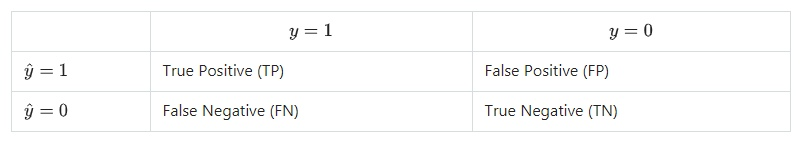 y = 1 y = 0
ŷ = 1 True Positive (TP) False Positive (FP)
ŷ = 0 False Negative (FN) True Negative (TN)